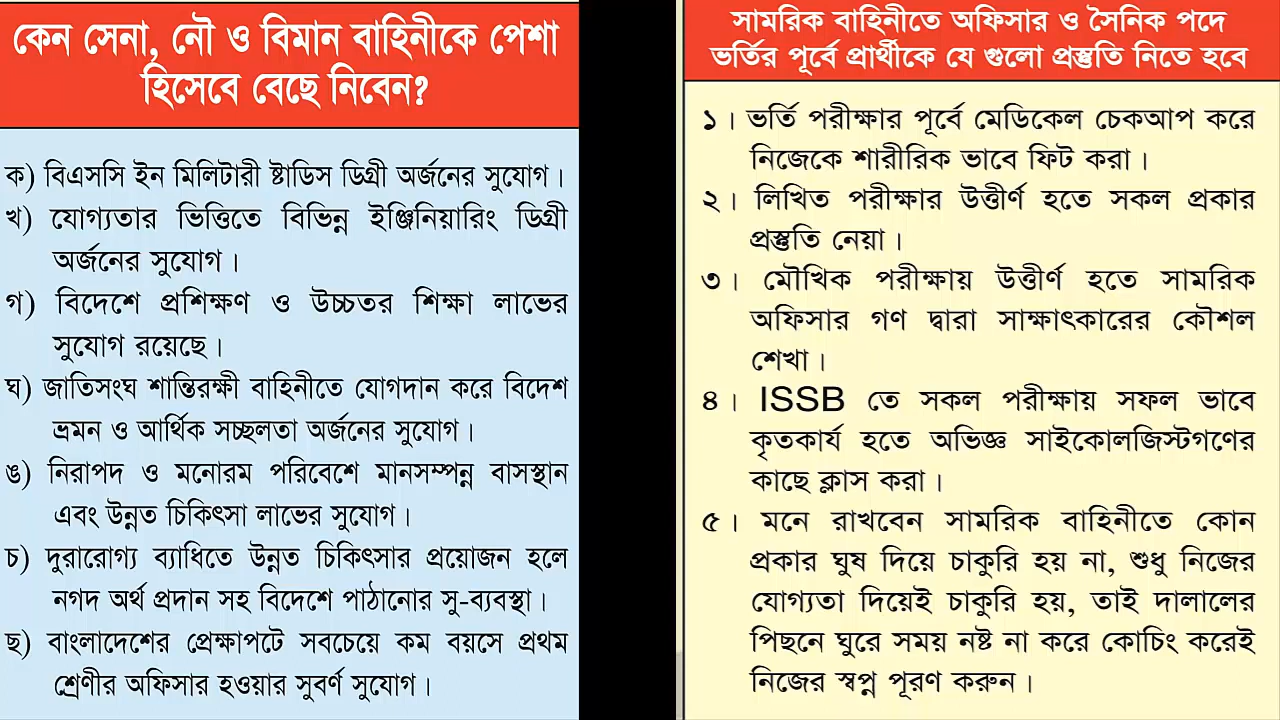 কেন সেনা, নৌ ও বিমান বাহিনীকে পেশা
হিসেবে বেছে নিবেন?
ক) বিএসসি ইন মিলিটারী ষ্টাডিস ডিগ্রী অর্জনের সুযোগ।
খ) যোগ্যতার ভিত্তিতে বিভিন্ন ইঞ্জিনিয়ারিং ডিগ্রী
অর্জনের সুযোগ।
গ) বিদেশে প্রশিক্ষণ ও উচ্চতর শিক্ষা লাভের
সুযোগ রয়েছে।
ঘ) জাতিসংঘ শান্তিরক্ষী বাহিনীতে যোগদান করে বিদেশ
ভ্রমন ও আর্থিক সচ্ছলতা অর্জনের সুযোগ।
ঙ) নিরাপদ ও মনোরম পরিবেশে মানসম্পন্ন বাসস্থান
এবং উন্নত চিকিৎসা লাভের সুযোগ।
চ) দুরারোগ্য ব্যাধিতে উন্নত চিকিৎসার প্রয়োজন হলে
নগদ অর্থ প্রদান সহ বিদেশে পাঠানোর সু-ব্যবস্থা।
ছ) বাংলাদেশের প্রেক্ষাপটে সবচেয়ে কম বয়সে প্রথম
শ্রেণীর অফিসার হওয়ার সুবর্ণ সুযোগ।
সামরিক বাহিনীতে অফিসার ও সৈনিক পদে
ভর্তির পূর্বে প্রার্থীকে যে গুলো প্রস্তুতি নিতে হবে
১। ভর্তি পরীক্ষার পূর্বে মেডিকেল চেকআপ করে
নিজেকে শারীরিক ভাবে ফিট করা।
২। লিখিত পরীক্ষার উত্তীর্ণ হতে সকল প্রকার
প্রস্তুতি নেয়া।
৩। মৌখিক পরীক্ষায় উত্তীর্ণ হতে সামরিক
অফিসার গণ দ্বারা সাক্ষাৎকারের কৌশল
শেখা।
৪। ISSB তে সকল পরীক্ষায় সফল ভাবে
কৃতকার্য হতে অভিজ্ঞ সাইকোলজিস্টগণের
কাছে ক্লাস করা।
৫। মনে রাখবেন সামরিক বাহিনীতে কোন
প্রকার ঘুষ দিয়ে চাকুরি হয় না, শুধু নিজের
যোগ্যতা দিয়েই চাকুরি হয়, তাই দালালের
পিছনে ঘুরে সময় নষ্ট না করে কোচিং করেই
নিজের স্বপ্ন পূরণ করুন।